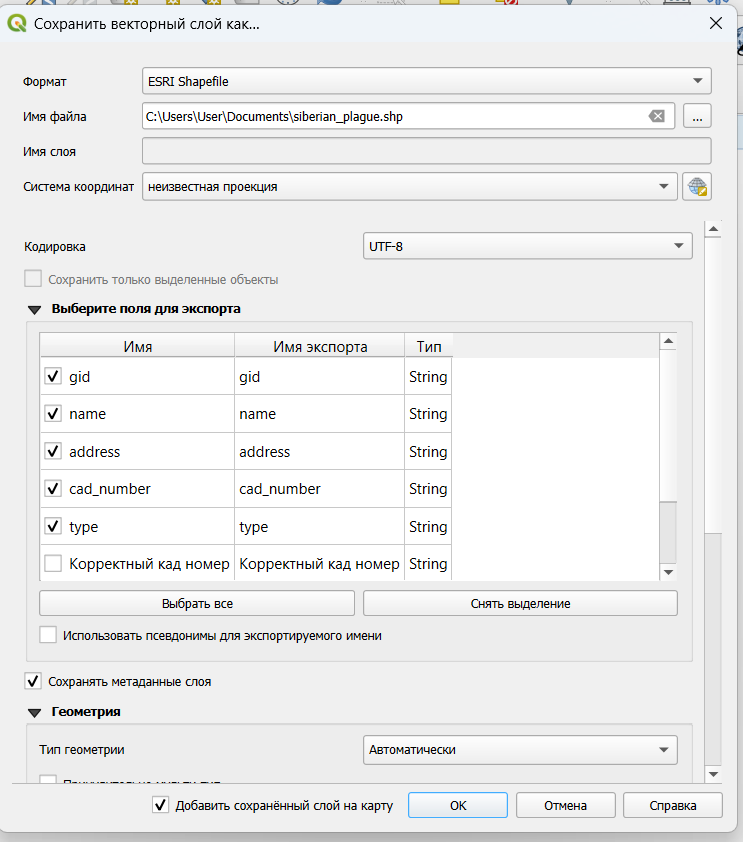 Сохранить векторный слой как...
Формат
ESRI Shapefile
Имя файла
C:\Users\User\Documents\siberian_plague.shp
...
Имя слоя
Система координат
неизвестная проекция
Кодировка
UTF-8
Сохранить только выделенные объекты
Выберите поля для экспорта
Имя Имя экспорта Тип
gid gid String
name name String
address address String
cad_number cad_number String
type type String
Корректный кад номер Корректный кад номер String
Выбрать все Снять выделение
Использовать псевдонимы для экспортируемого имени
Сохранять метаданные слоя
Геометрия
Тип геометрии
Автоматически
Добавить сохранённый слой на карту OK Отмена Справка